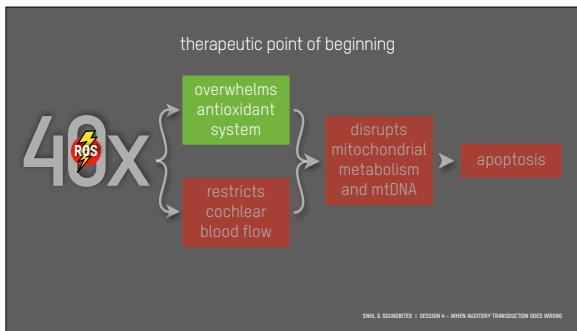 therapeutic point of beginning
40x
ROS
overwhelms
antioxidant
system
restricts
cochlear
blood flow
disrupts
mitochondrial
metabolism
and mtDNA
apoptosis
SNHL & SOUNDBITES | SESSION 4 – WHEN AUDITORY TRANSDUCTION GOES WRONG